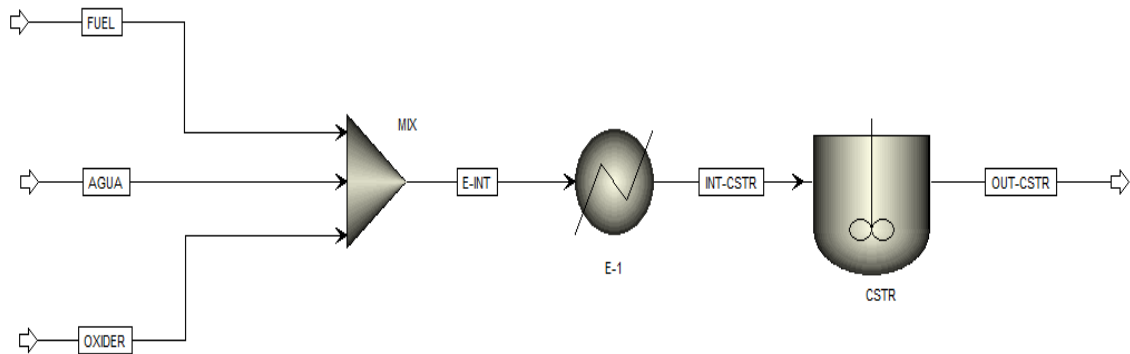 FUEL
MIX
AGUA
E-INT
INT-CSTR
OUT-CSTR
E-1
CSTR
OXIDER